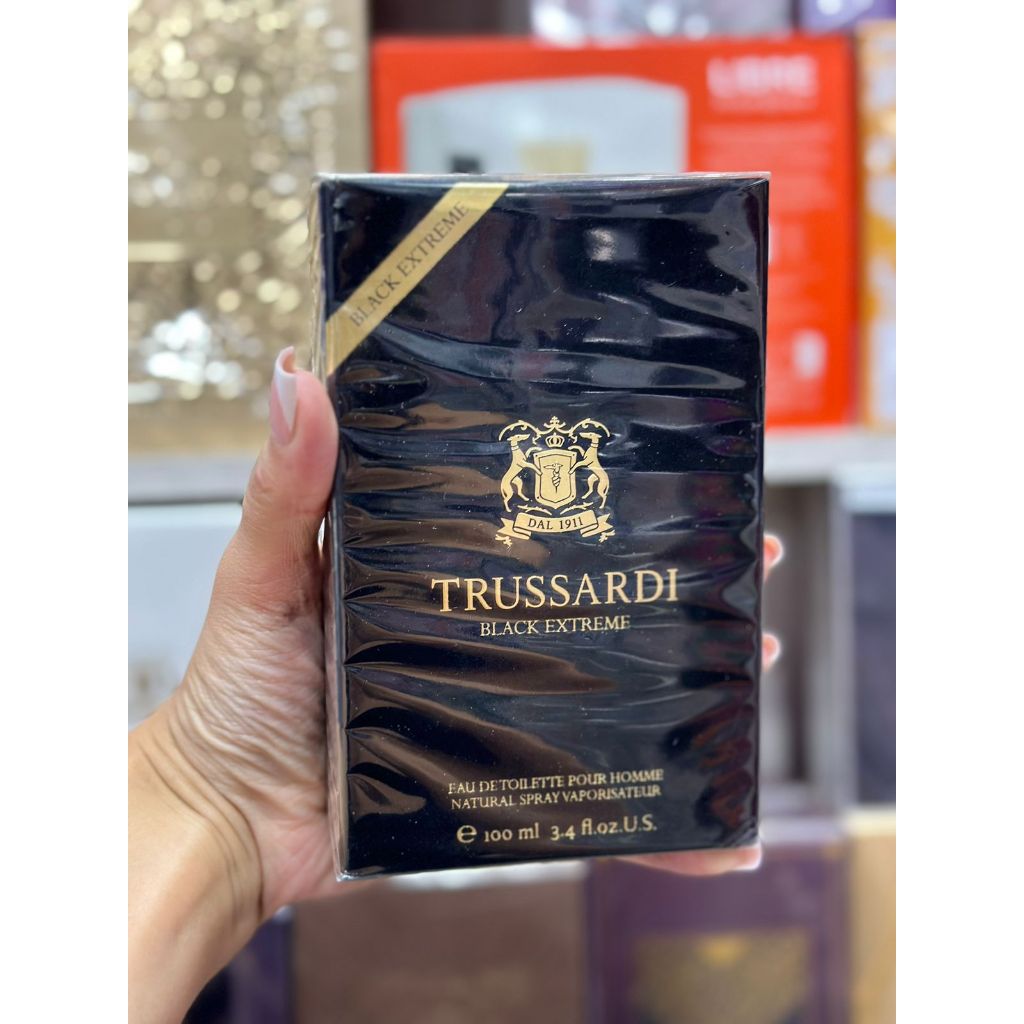 LIBRE
BLACK EXTREME
DAL 1911
TRUSSARDI
BLACK EXTREME
EAU DE TOILETTE POUR HOMME
NATURAL SPRAY VAPORISATEUR
℮ 100 ml 3.4 fl.oz.U.S.